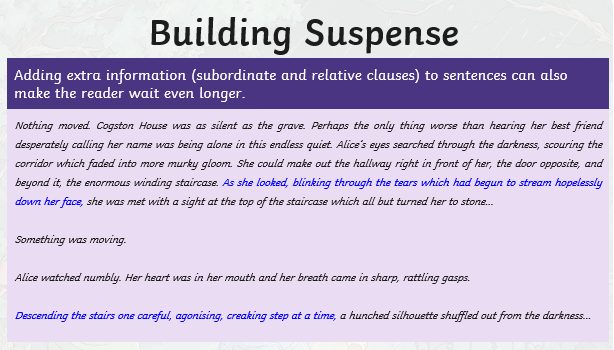 Building Suspense
Adding extra information (subordinate and relative clauses) to sentences can also
make the reader wait even longer.
Nothing moved. Cogston House was as silent as the grave. Perhaps the only thing worse than hearing her best friend
desperately calling her name was being alone in this endless quiet. Alice's eyes searched through the darkness, scouring the
corridor which faded into more murky gloom. She could make out the hallway right in front of her, the door opposite, and
beyond it, the enormous winding staircase. As she looked, blinking through the tears which had begun to stream hopelessly
down her face, she was met with a sight at the top of the staircase which all but turned her to stone...
Something was moving.
Alice watched numbly. Her heart was in her mouth and her breath came in sharp, rattling gasps.
Descending the stairs one careful, agonising, creaking step at a time, a hunched silhouette shuffled out from the darkness...